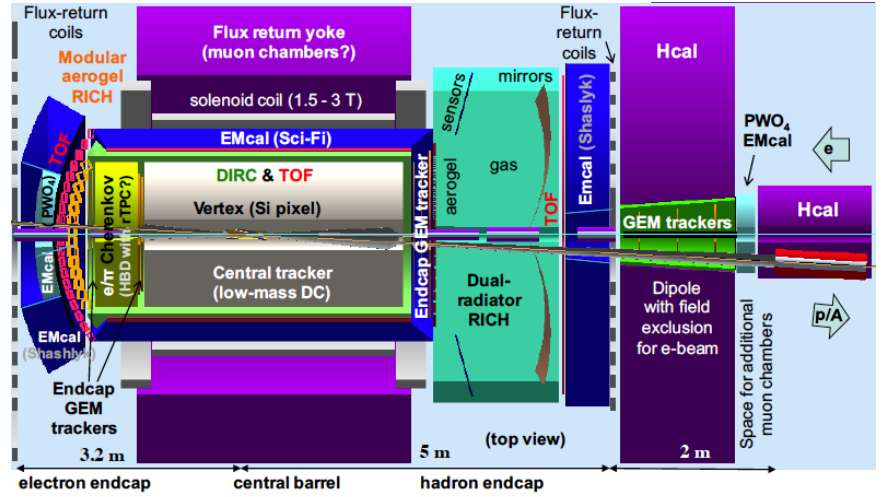 Flux-return
coils
Modular
aerogel
RICH
Flux return yoke
(muon chambers?)
solenoid coil (1.5 - 3 T)
EMcal (Sci-Fi)
TOF
(PWO₄)
EMcal
EMcal
(Shashlyk)
e/π Cherenkov
(HBD with rTPC?)
DIRC & TOF
Vertex (Si pixel)
Central tracker
(low-mass DC)
Endcap
GEM
trackers
Endcap GEM tracker
sensors
mirrors
aerogel
gas
Dual-
radiator
RICH
TOF
Emcal (Shaslyk)
Flux-
return
coils
Hcal
PWO₄
EMcal
e
GEM trackers
Hcal
Dipole
with field
exclusion
for e-beam
p/A
Space for additional
muon chambers
(top view)
3.2 m
5 m
2 m
electron endcap
central barrel
hadron endcap